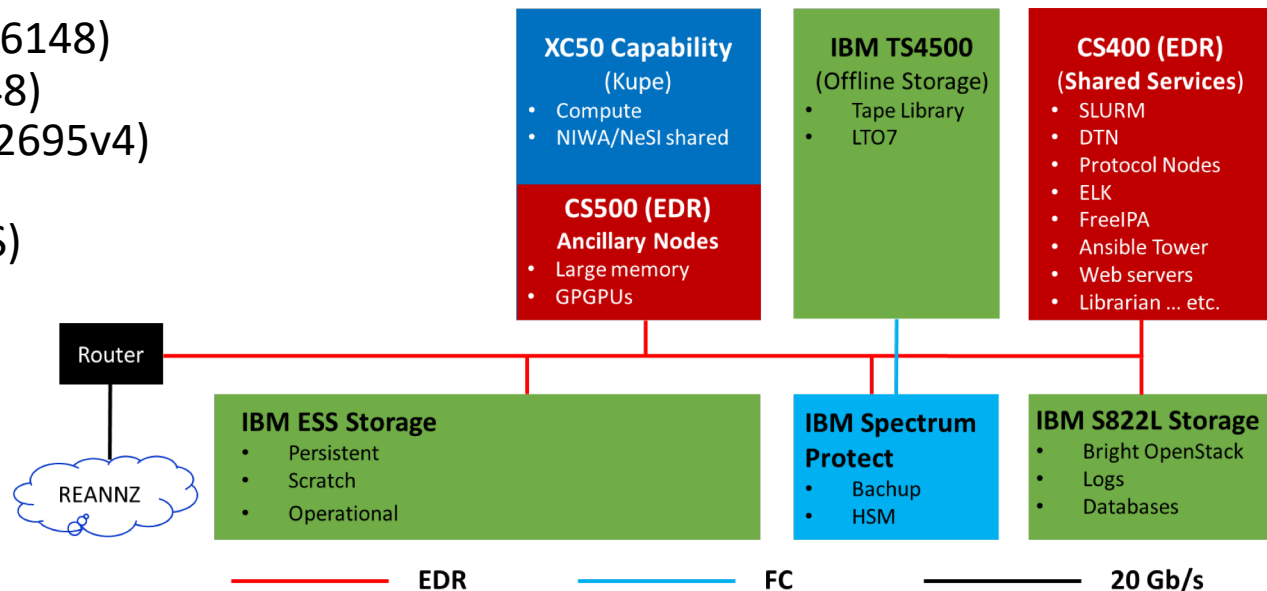 6148)
8)
2695v4)
S)
XC50 Capability
(Kupe)
• Compute
• NIWA/NeSI shared
CS500 (EDR)
Ancillary Nodes
• Large memory
• GPGPUs
IBM TS4500
(Offline Storage)
• Tape Library
• LTO7
CS400 (EDR)
(Shared Services)
• SLURM
• DTN
• Protocol Nodes
• ELK
• FreeIPA
• Ansible Tower
• Web servers
• Librarian ... etc.
Router
REANNZ
IBM ESS Storage
• Persistent
• Scratch
• Operational
IBM Spectrum
Protect
• Bachup
• HSM
IBM S822L Storage
• Bright OpenStack
• Logs
• Databases
EDR
FC
20 Gb/s